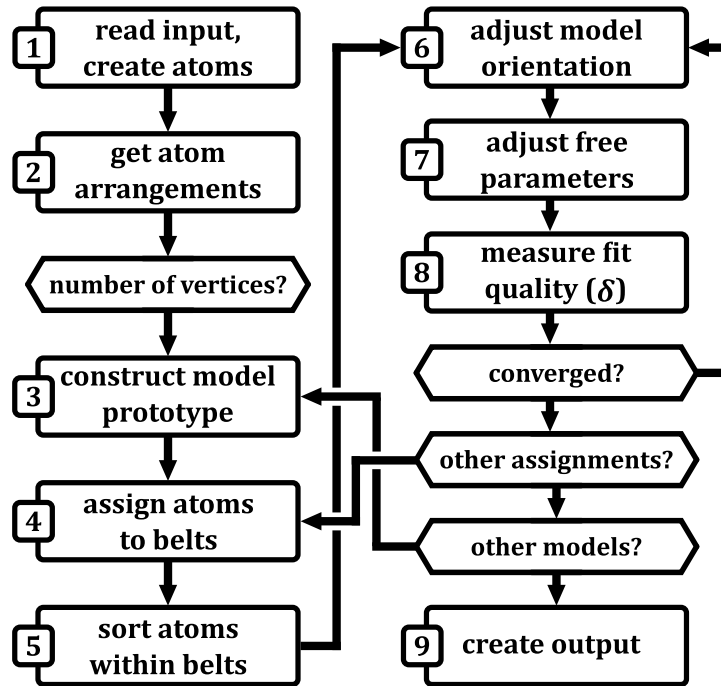 1
read input,
create atoms
2
get atom
arrangements
number of vertices?
3
construct model
prototype
4
assign atoms
to belts
5
sort atoms
within belts
6
adjust model
orientation
7
adjust free
parameters
8
measure fit
quality (δ)
converged?
other assignments?
other models?
9
create output